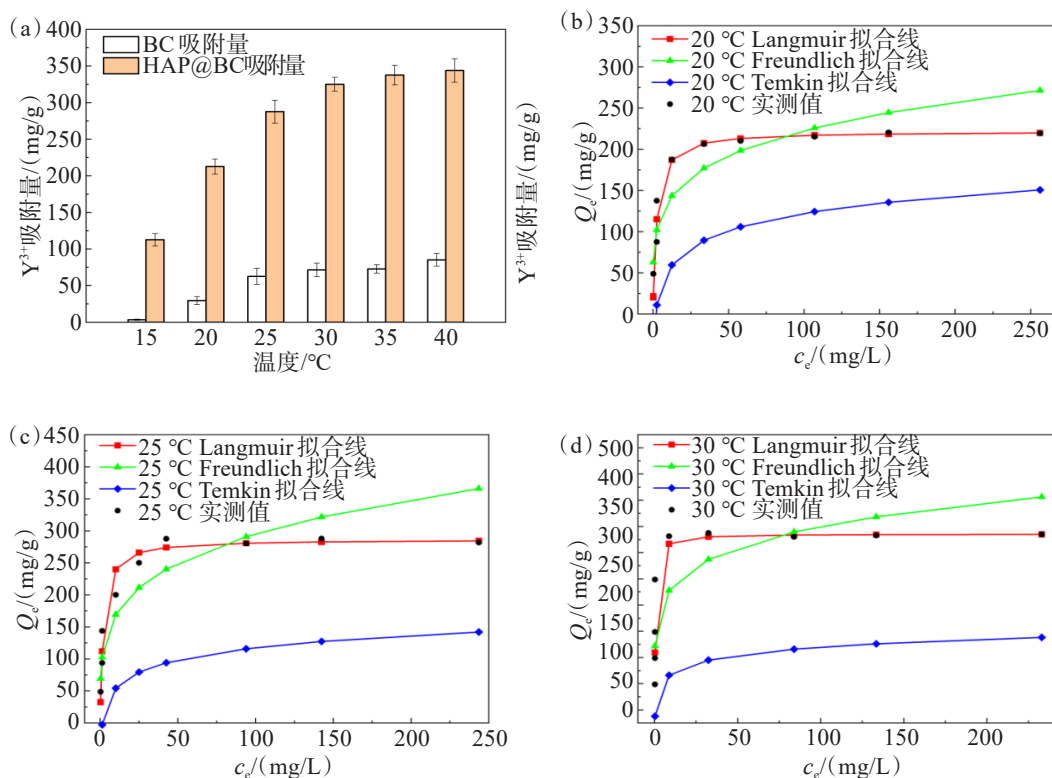 (a)
BC 吸附量
HAP@BC吸附量
400
350
300
250
200
150
100
50
0
Y³⁺吸附量/(mg/g)
15 20 25 30 35 40
温度/℃
Y³⁺吸附量/(mg/g)
(b)
20 ℃ Langmuir 拟合线
20 ℃ Freundlich 拟合线
20 ℃ Temkin 拟合线
20 ℃ 实测值
350
300
250
200
150
100
50
0
Qₑ/(mg/g)
0 50 100 150 200 250
cₑ/(mg/L)
(c)
25 ℃ Langmuir 拟合线
25 ℃ Freundlich 拟合线
25 ℃ Temkin 拟合线
25 ℃ 实测值
450
400
350
300
250
200
150
100
50
0
Qₑ/(mg/g)
0 50 100 150 200 250
cₑ/(mg/L)
(d)
30 ℃ Langmuir 拟合线
30 ℃ Freundlich 拟合线
30 ℃ Temkin 拟合线
30 ℃ 实测值
500
450
400
350
300
250
200
150
100
50
0
Qₑ/(mg/g)
0 50 100 150 200
cₑ/(mg/L)